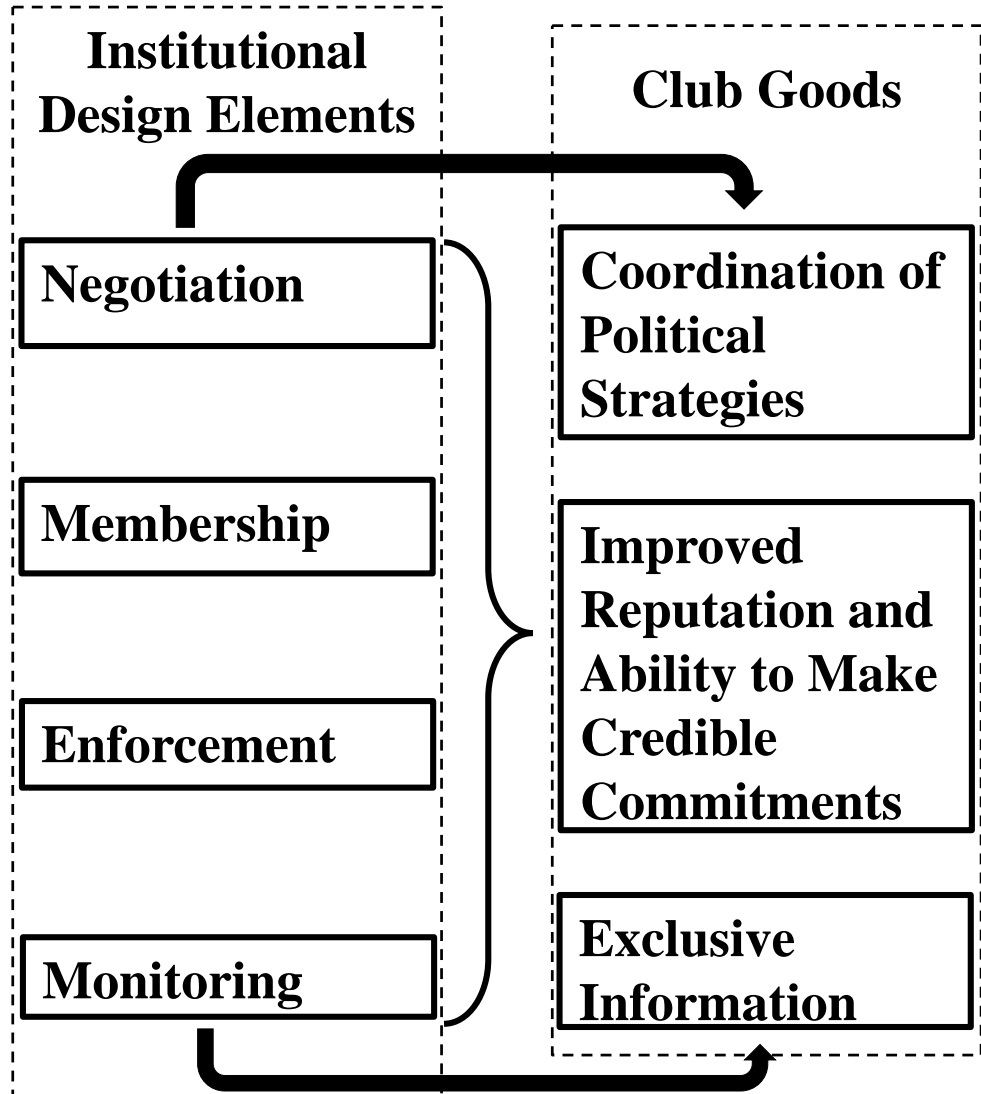 Institutional
Design Elements
Negotiation
Membership
Enforcement
Monitoring
Club Goods
Coordination of
Political
Strategies
Improved
Reputation and
Ability to Make
Credible
Commitments
Exclusive
Information